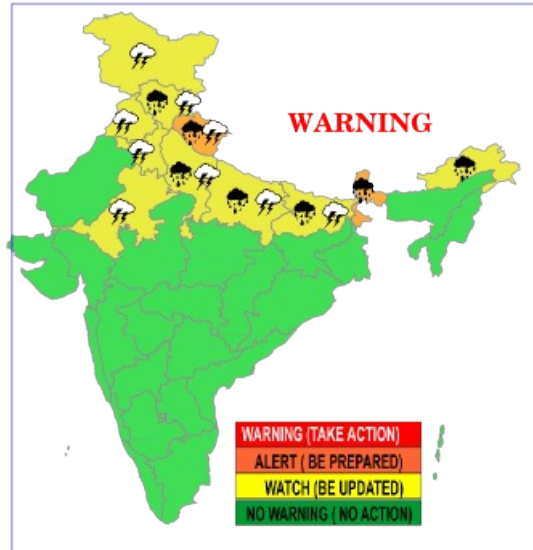 WARNING
WARNING (TAKE ACTION)
ALERT ( BE PREPARED)
WATCH (BE UPDATED)
NO WARNING ( NO ACTION)